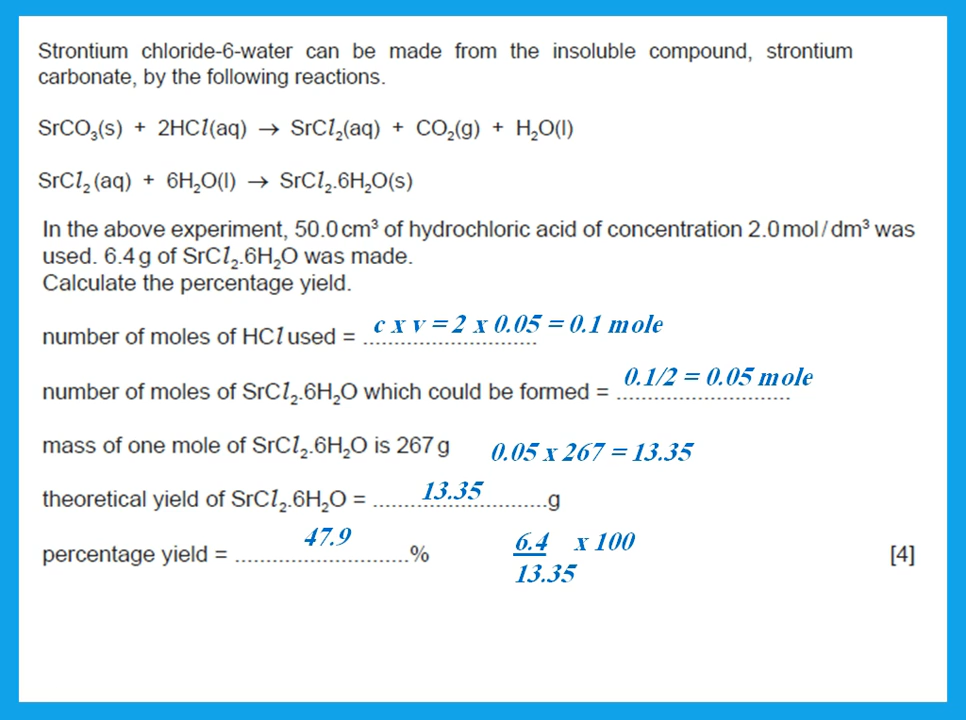 Strontium chloride-6-water can be made from the insoluble compound, strontium
carbonate, by the following reactions.
SrCO₃(s) + 2HCl(aq) → SrCl₂(aq) + CO₂(g) + H₂O(l)
SrCl₂(aq) + 6H₂O(l) → SrCl₂.6H₂O(s)
In the above experiment, 50.0 cm³ of hydrochloric acid of concentration 2.0 mol/dm³ was
used. 6.4 g of SrCl₂.6H₂O was made.
Calculate the percentage yield.
number of moles of HCl used = ............................ c x v = 2 x 0.05 = 0.1 mole
number of moles of SrCl₂.6H₂O which could be formed = ............................ 0.1/2 = 0.05 mole
mass of one mole of SrCl₂.6H₂O is 267 g 0.05 x 267 = 13.35
theoretical yield of SrCl₂.6H₂O = ............................g 13.35
percentage yield = ............................% 47.9 6.4 x 100 [4]
13.35